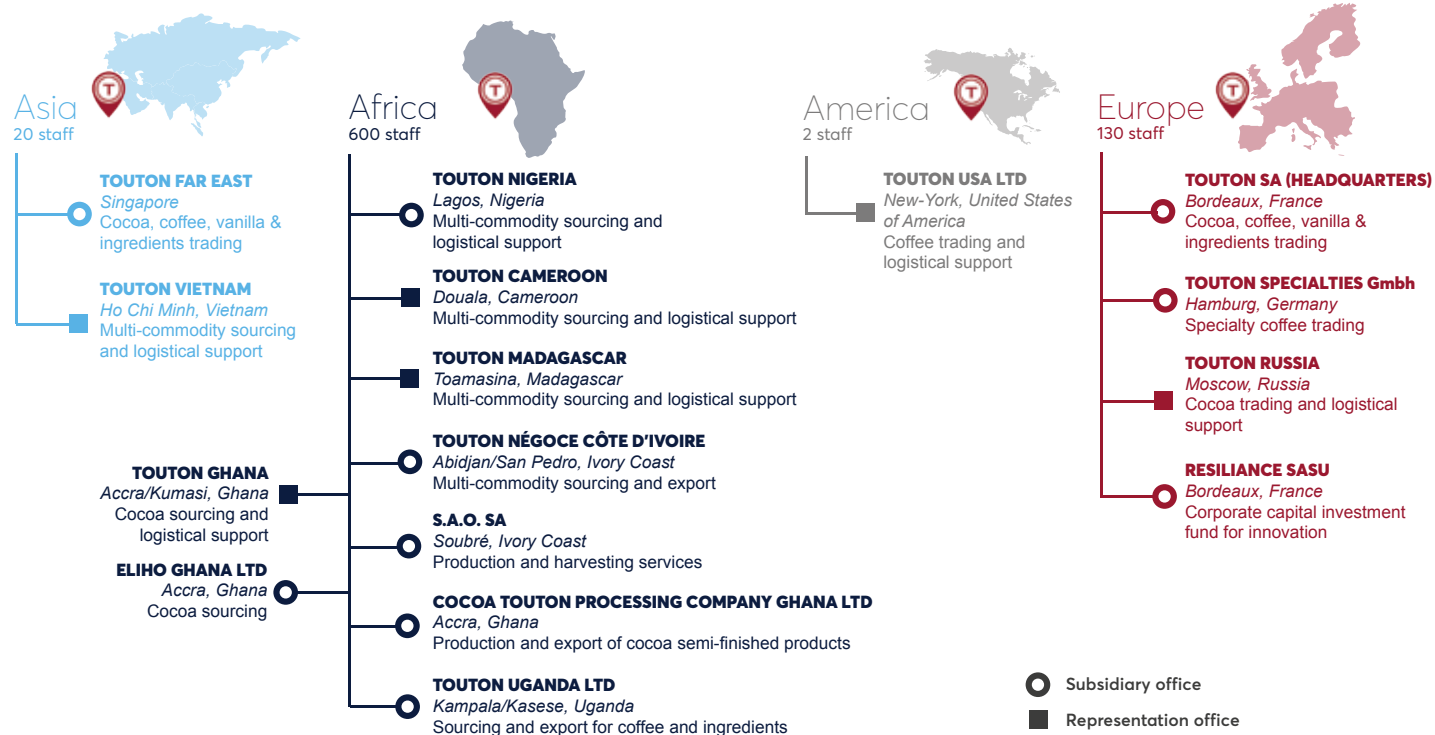 Asia
20 staff
TOUTON FAR EAST
Singapore
Cocoa, coffee, vanilla &
ingredients trading
TOUTON VIETNAM
Ho Chi Minh, Vietnam
Multi-commodity sourcing
and logistical support
Africa
600 staff
TOUTON NIGERIA
Lagos, Nigeria
Multi-commodity sourcing and
logistical support
TOUTON CAMEROON
Douala, Cameroon
Multi-commodity sourcing and logistical support
TOUTON MADAGASCAR
Toamasina, Madagascar
Multi-commodity sourcing and logistical support
TOUTON NÉGOCE CÔTE D'IVOIRE
Abidjan/San Pedro, Ivory Coast
Multi-commodity sourcing and export
TOUTON GHANA
Accra/Kumasi, Ghana
Cocoa sourcing and
logistical support
S.A.O. SA
Soubré, Ivory Coast
Production and harvesting services
ELIHO GHANA LTD
Accra, Ghana
Cocoa sourcing
COCOA TOUTON PROCESSING COMPANY GHANA LTD
Accra, Ghana
Production and export of cocoa semi-finished products
TOUTON UGANDA LTD
Kampala/Kasese, Uganda
Sourcing and export for coffee and ingredients
America
2 staff
TOUTON USA LTD
New-York, United States
of America
Coffee trading and
logistical support
Europe
130 staff
TOUTON SA (HEADQUARTERS)
Bordeaux, France
Cocoa, coffee, vanilla &
ingredients trading
TOUTON SPECIALTIES Gmbh
Hamburg, Germany
Specialty coffee trading
TOUTON RUSSIA
Moscow, Russia
Cocoa trading and logistical
support
RESILIANCE SASU
Bordeaux, France
Corporate capital investment
fund for innovation
Subsidiary office
Representation office
T
T
T
T